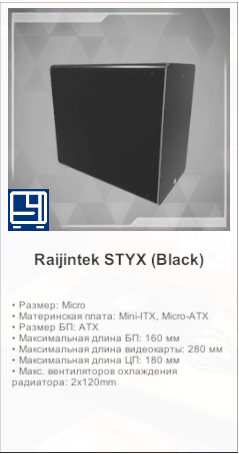 Raijintek STYX (Black)
• Размер: Micro
• Материнская плата: Mini-ITX, Micro-ATX
• Размер БП: ATX
• Максимальная длина БП: 160 мм
• Максимальная длина видеокарты: 280 мм
• Максимальная длина ЦП: 180 мм
• Макс. вентиляторов охлаждения
радиатора: 2x120mm